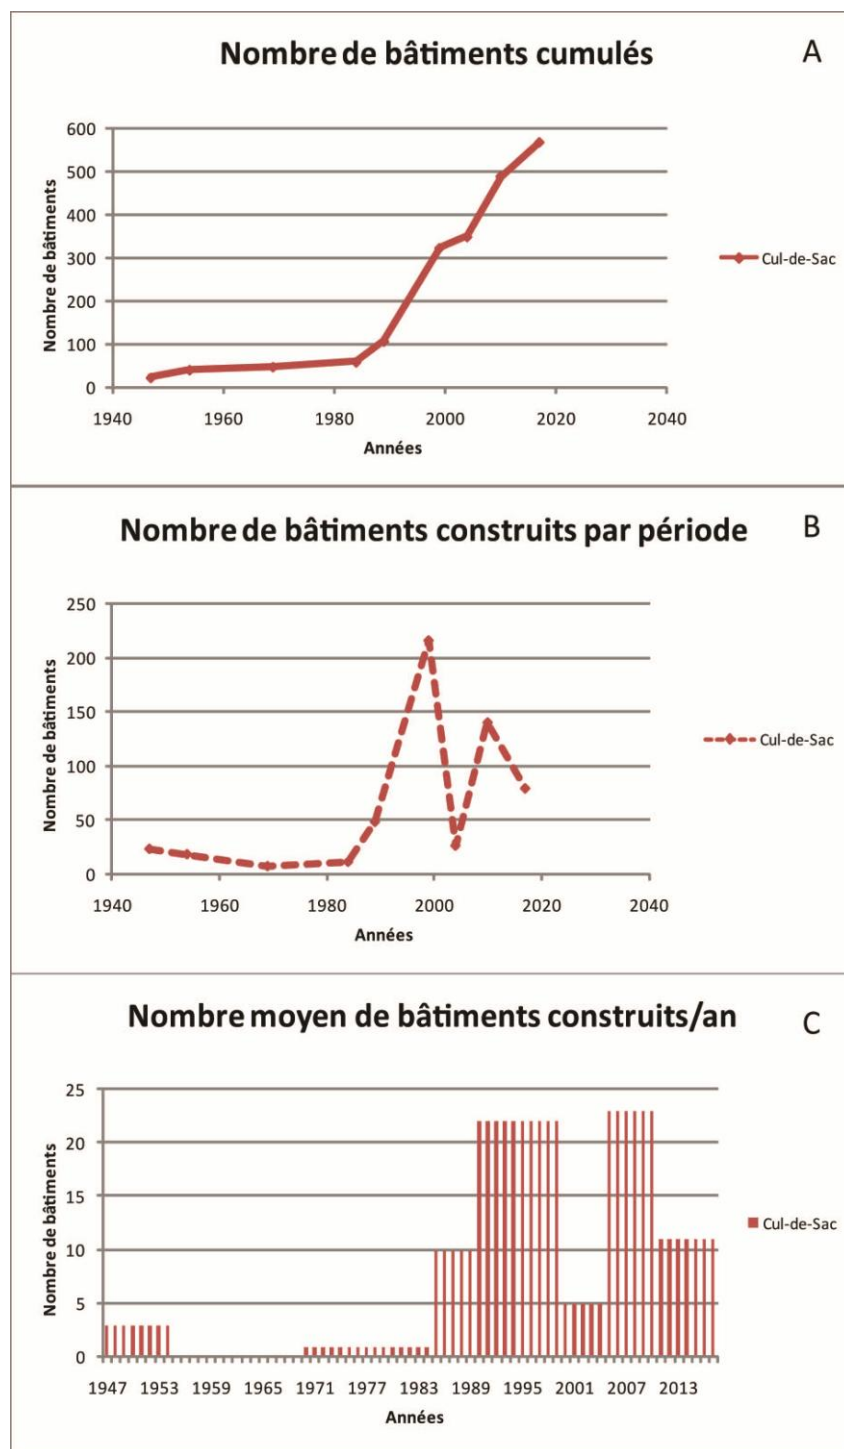 Nombre de bâtiments cumulés
A
600
500
400
300
200
100
0
Nombre de bâtiments
1940 1960 1980 2000 2020 2040
Années
Cul-de-Sac
Nombre de bâtiments construits par période
B
250
200
150
100
50
0
Nombre de bâtiments
1940 1960 1980 2000 2020 2040
Années
Cul-de-Sac
Nombre moyen de bâtiments construits/an
C
25
20
15
10
5
0
Nombre de bâtiments
1947 1953 1959 1965 1971 1977 1983 1989 1995 2001 2007 2013
Années
Cul-de-Sac